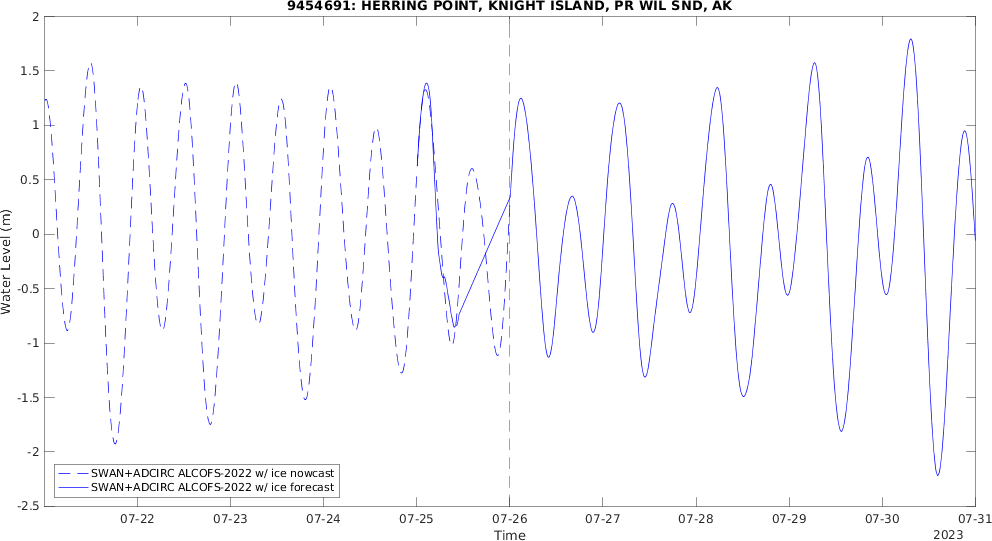 9454691: HERRING POINT, KNIGHT ISLAND, PR WIL SND, AK
2
1.5
1
0.5
0
-0.5
-1
-1.5
-2
-2.5
Water Level (m)
SWAN+ADCIRC ALCOFS-2022 w/ ice nowcast
SWAN+ADCIRC ALCOFS-2022 w/ ice forecast
07-22 07-23 07-24 07-25 07-26 07-27 07-28 07-29 07-30 07-31
Time
2023